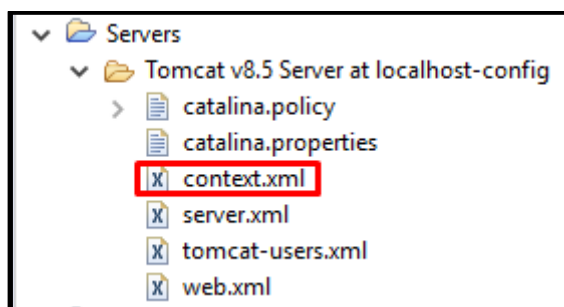 Servers
Tomcat v8.5 Server at localhost-config
catalina.policy
catalina.properties
context.xml
server.xml
tomcat-users.xml
web.xml